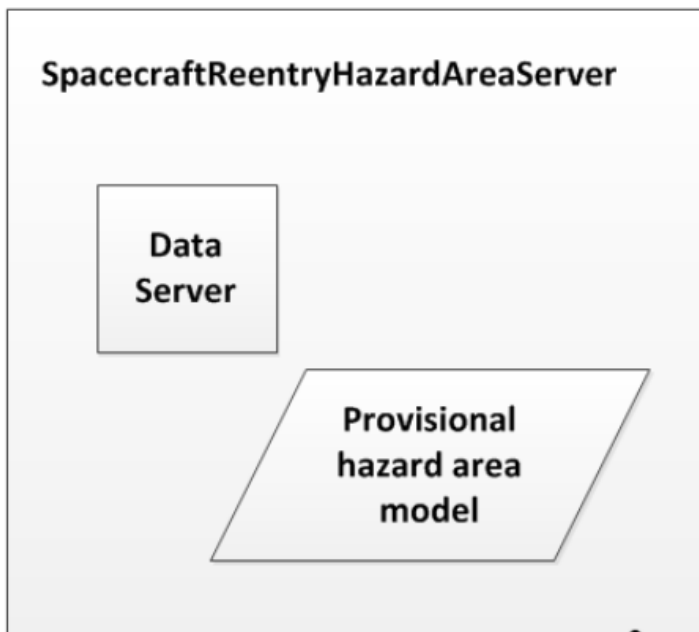 SpacecraftReentryHazardAreaServer
Data
Server
Provisional
hazard area
model